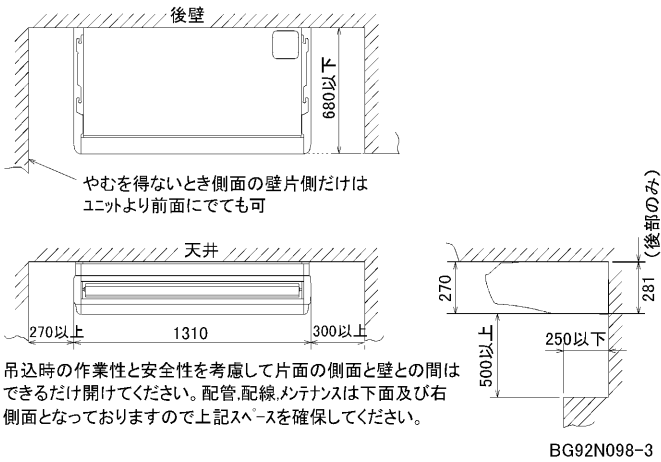 後壁
680以下
やむを得ないとき側面の壁片側だけは
ユニットより前面にでても可
天井
270以上
1310
300以上
270
281
(後部のみ)
500以上
250以下
吊込時の作業性と安全性を考慮して片面の側面と壁との間は
できるだけ開けてください。配管,配線,メンテナンスは下面及び右
側面となっておりますので上記スペースを確保してください。
BG92N098-3